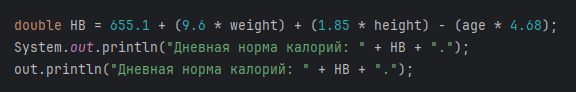 double HB = 655.1 + (9.6 * weight) + (1.85 * height) - (age * 4.68);
System.out.println("Дневная норма калорий: " + HB + ".");
out.println("Дневная норма калорий: " + HB + ".");